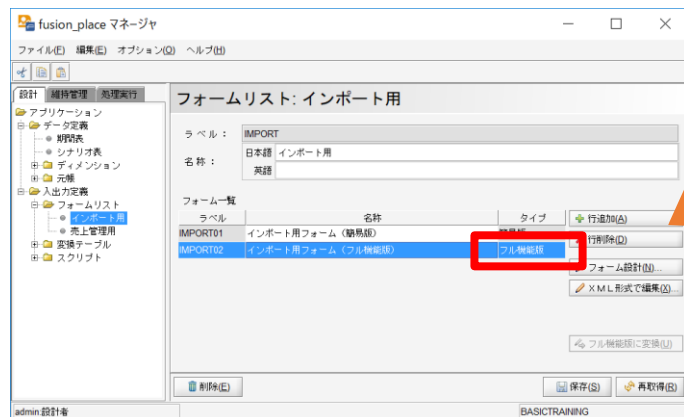 fusion_place マネージャ
ファイル(F) 編集(E) オプション(O) ヘルプ(H)
設計 維持管理 処理実行
アプリケーション
データ定義
期間表
シナリオ表
ディメンション
元帳
入出力定義
フォームリスト
インポート用
売上管理用
変換テーブル
スクリプト
フォームリスト: インポート用
ラベル： IMPORT
名称：
日本語 インポート用
英語
フォーム一覧
ラベル 名称 タイプ
IMPORT01 インポート用フォーム（簡易版）
IMPORT02 インポート用フォーム（フル機能版） フル機能版
行追加(A)
行削除(D)
フォーム設計(N)...
ＸＭＬ形式で編集(X)...
フル機能版に変換(U)
削除(E) 保存(S) 再取得(R)
admin:設計者 BASICTRAINING